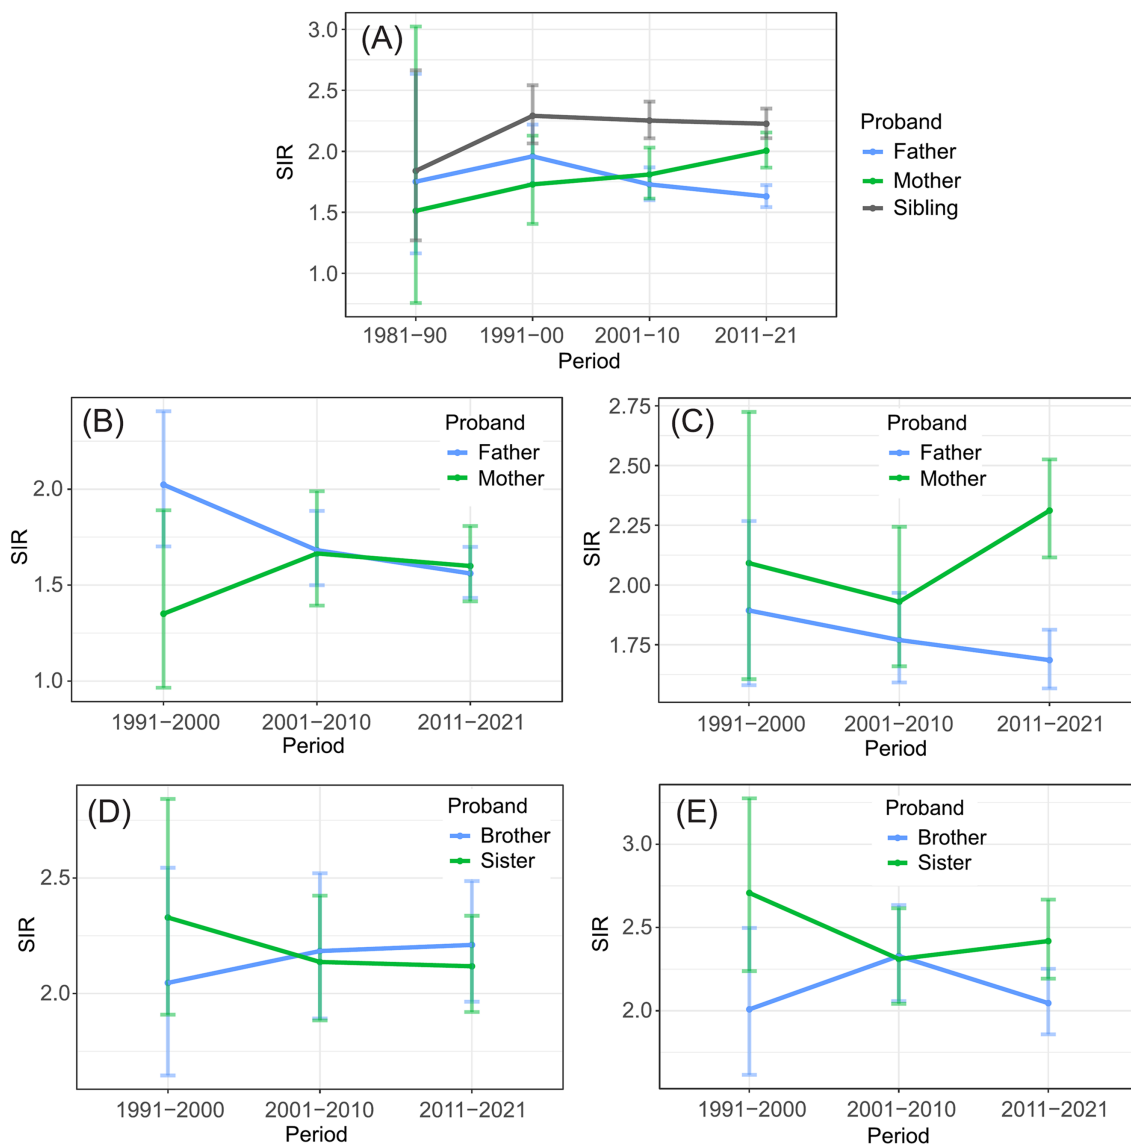 (A)
3.0
2.5
2.0
1.5
1.0
SIR
1981−90 1991−00 2001−10 2011−21
Period
Proband
Father
Mother
Sibling
(B)
2.0
1.5
1.0
SIR
Proband
Father
Mother
1991−2000 2001−2010 2011−2021
Period
(C)
2.75
2.50
2.25
2.00
1.75
SIR
Proband
Father
Mother
1991−2000 2001−2010 2011−2021
Period
(D)
2.5
2.0
SIR
Proband
Brother
Sister
1991−2000 2001−2010 2011−2021
Period
(E)
3.0
2.5
2.0
SIR
Proband
Brother
Sister
1991−2000 2001−2010 2011−2021
Period